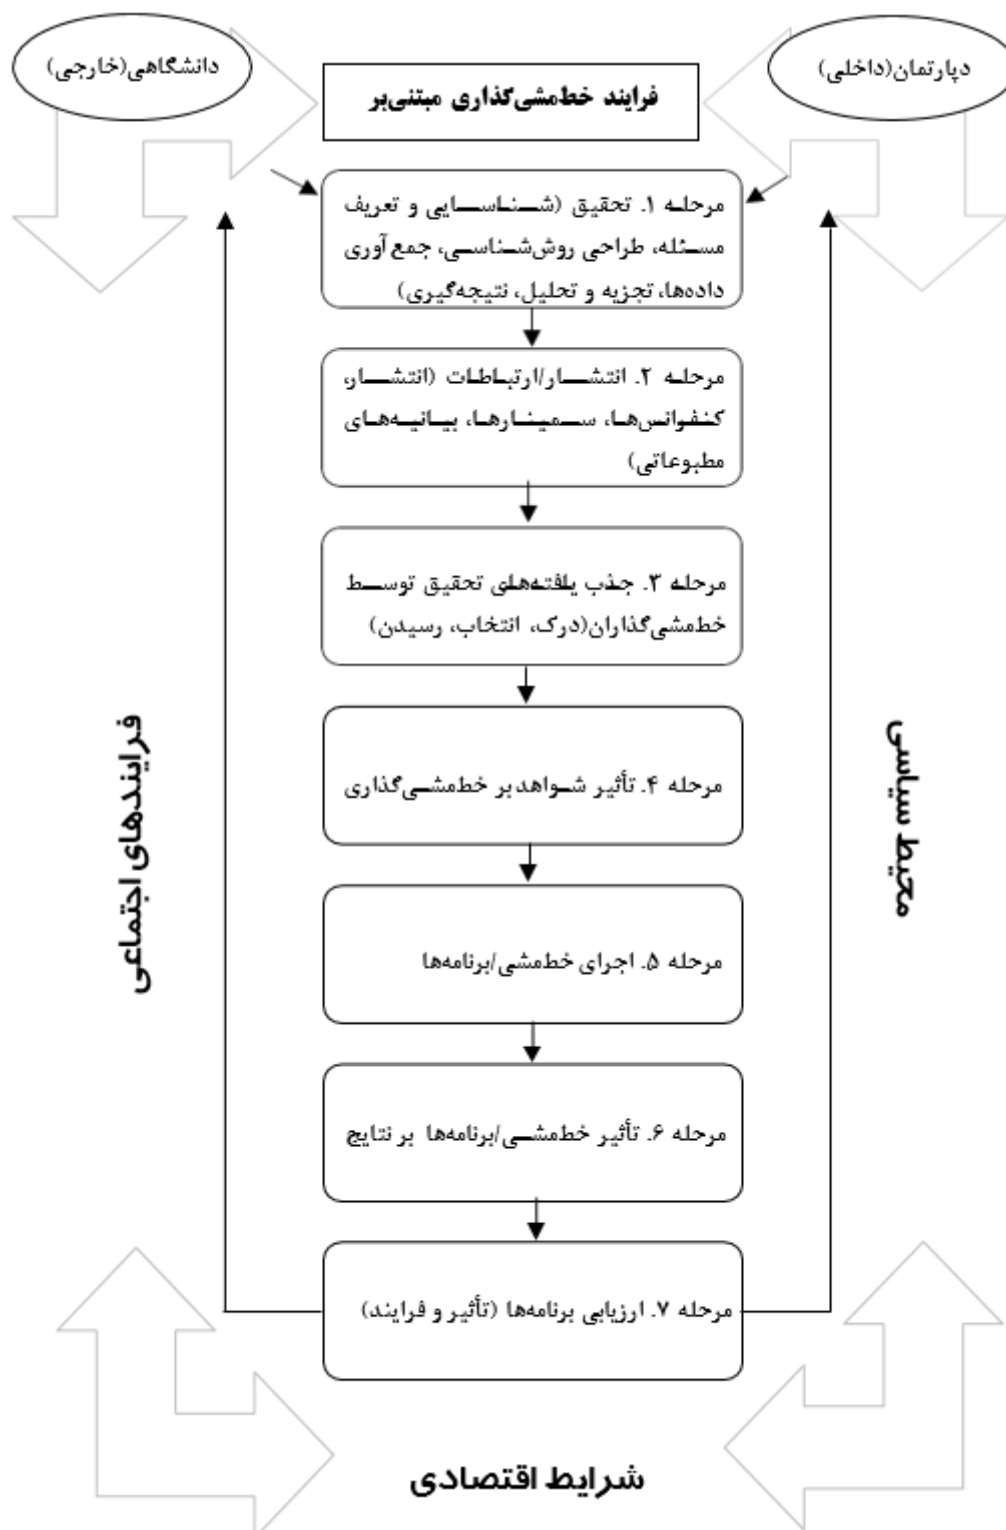 دانشگاهی(خارجی)
دپارتمان(داخلی)
فرایند خط‌مشی‌گذاری مبتنی‌بر
مرحله ۱. تحقیق (شناسایی و تعریف
مسئله، طراحی روش‌شناسی، جمع‌آوری
داده‌ها، تجزیه و تحلیل، نتیجه‌گیری)
مرحله ۲. انتشار/ارتباطات (انتشار،
کنفوانس‌ها، سمینارها، بیانیه‌های
مطبوعاتی)
مرحله ۳. جذب یافته‌های تحقیق توسط
خط‌مشی‌گذاران(درک، انتخاب، رسیدن)
مرحله ۴. تأثیر شواهد بر خط‌مشی‌گذاری
مرحله ۵. اجرای خط‌مشی/برنامه‌ها
مرحله ۶. تأثیر خط‌مشی/برنامه‌ها بر نتایج
مرحله ۷. ارزیابی برنامه‌ها (تأثیر و فرایند)
محیط سیاسی
فرایندهای اجتماعی
شرایط اقتصادی